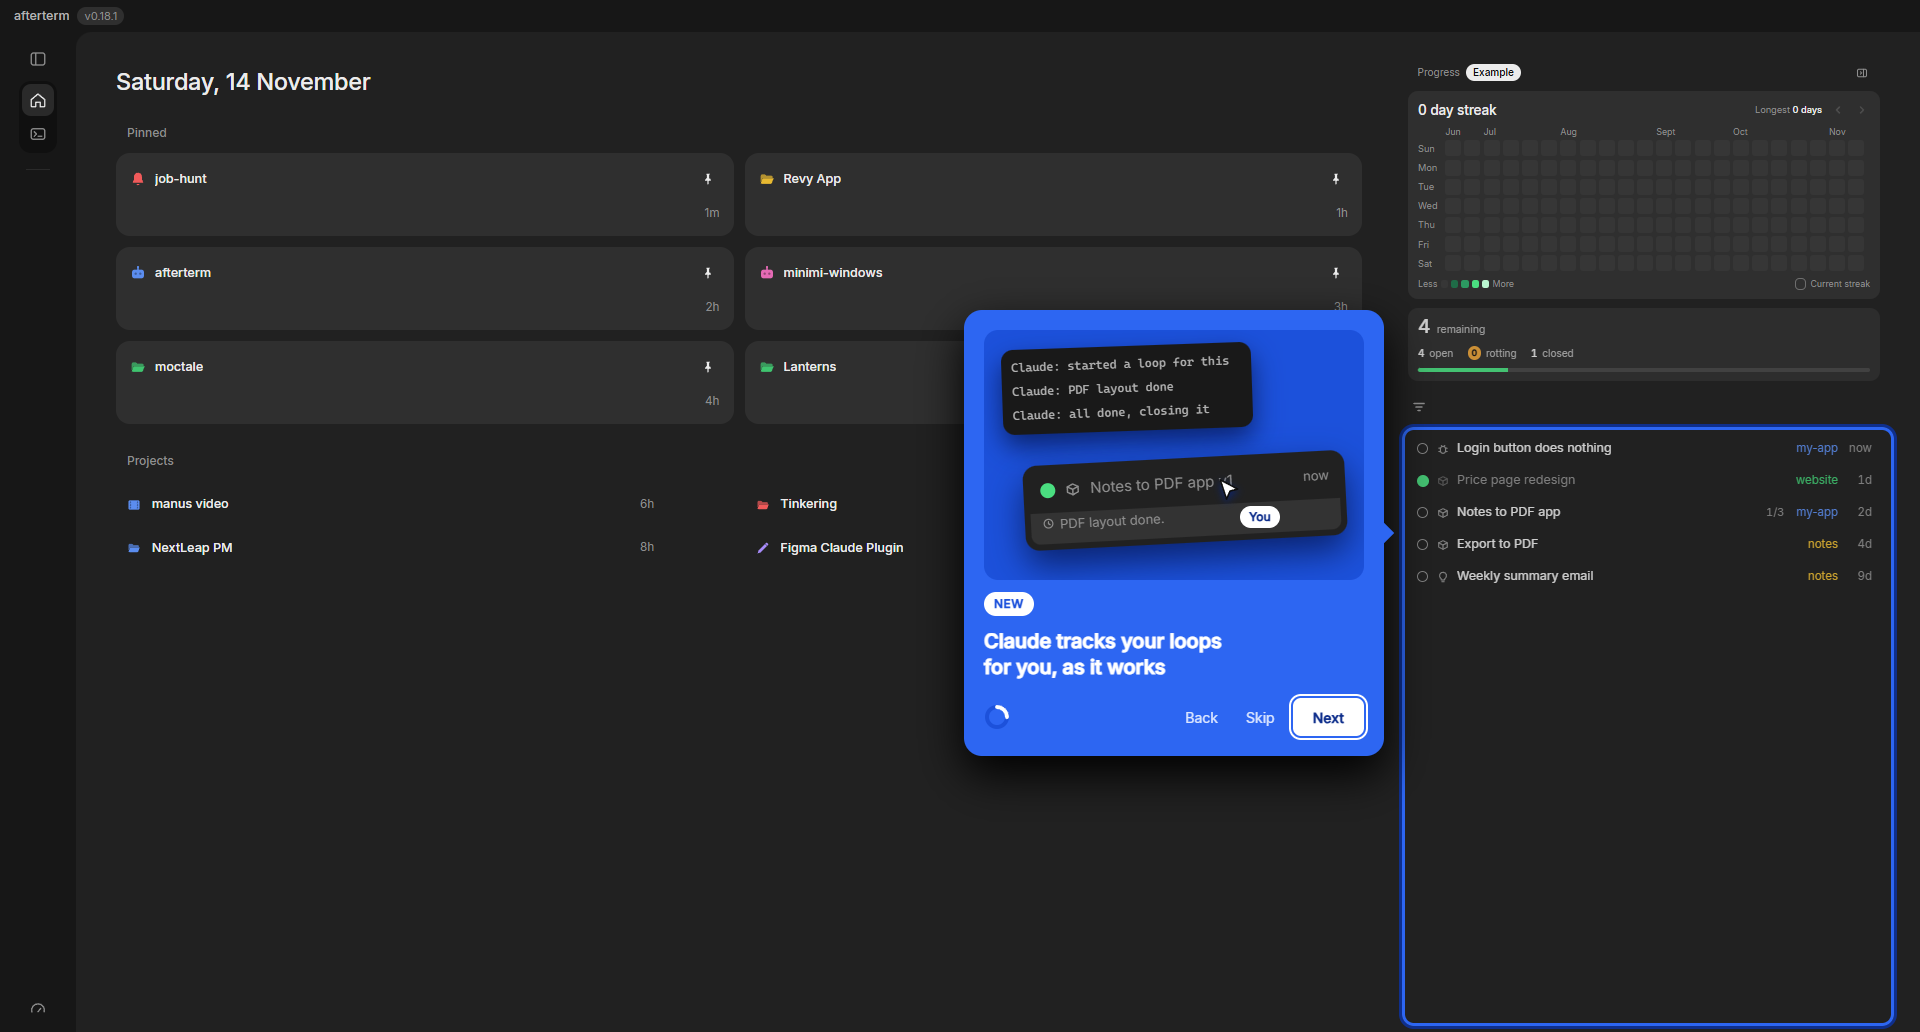 afterterm v0.18.1
Saturday, 14 November
Pinned
job-hunt
1m
Revy App
1h
afterterm
2h
minimi-windows
3h
moctale
4h
Lanterns
Projects
manus video 6h
Tinkering
NextLeap PM 8h
Figma Claude Plugin
Claude: started a loop for this
Claude: PDF layout done
Claude: all done, closing it
Notes to PDF app v1 now
PDF layout done.
You
NEW
Claude tracks your loops
for you, as it works
Back Skip Next
Progress Example
0 day streak Longest 0 days
Jun Jul Aug Sept Oct Nov
Sun
Mon
Tue
Wed
Thu
Fri
Sat
Less More Current streak
4 remaining
4 open 0 rotting 1 closed
Login button does nothing my-app now
Price page redesign website 1d
Notes to PDF app 1/3 my-app 2d
Export to PDF notes 4d
Weekly summary email notes 9d